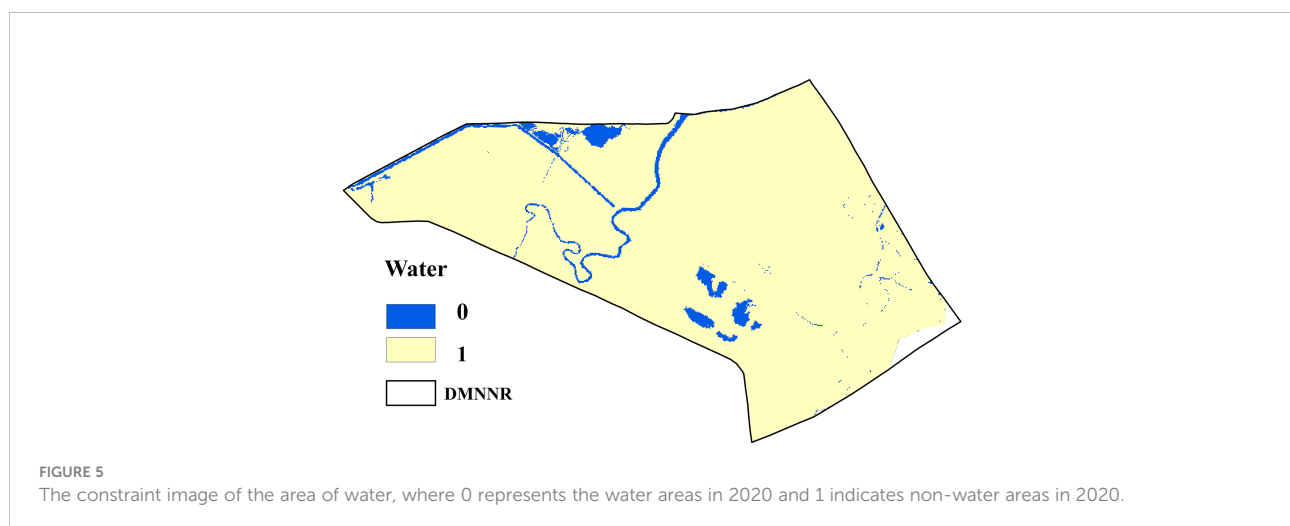 Water
0
1
DMNNR
FIGURE 5
The constraint image of the area of water, where 0 represents the water areas in 2020 and 1 indicates non-water areas in 2020.